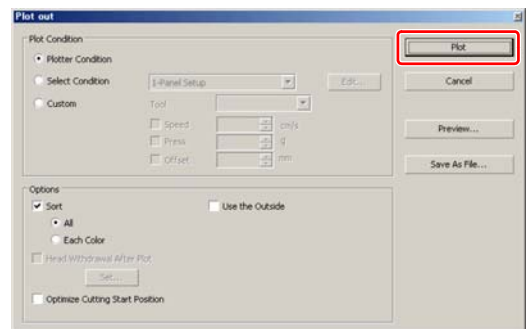 Plot out
Plot Condition
Plotter Condition
Select Condition
1-Panel Setup
Edit...
Custom
Tool
Speed
cm/s
Press
g
Offset
mm
Plot
Cancel
Preview...
Save As File...
Options
Sort
Use the Outside
All
Each Color
Head Withdrawal After Plot
Set...
Optimize Cutting Start Position